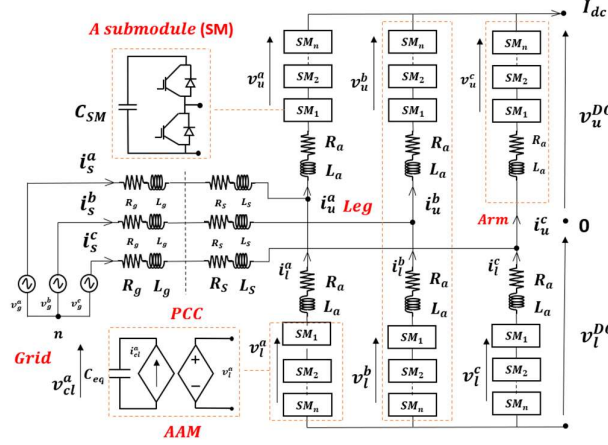 A submodule (SM)
I_dc
SM_n SM_n SM_n
v_u^a SM_2 v_u^b SM_2 v_u^c SM_2
C_SM SM_1 SM_1 SM_1
v_u^DC
R_a R_a R_a
L_a L_a L_a
i_s^a
R_g L_g R_s L_s
i_u^a Leg i_u^b Arm i_u^c 0
i_s^b
R_g L_g R_s L_s
i_s^c
i_l^a i_l^b i_l^c
R_g L_g R_s L_s
R_a R_a R_a
L_a L_a L_a
v_g^a v_g^b v_g^c
n
PCC
v_l^DC
Grid
v_cl^a C_eq i_cl^a + − v_l^a
v_l^a SM_1 v_l^b SM_1 v_l^c SM_1
SM_2 SM_2 SM_2
SM_n SM_n SM_n
AAM